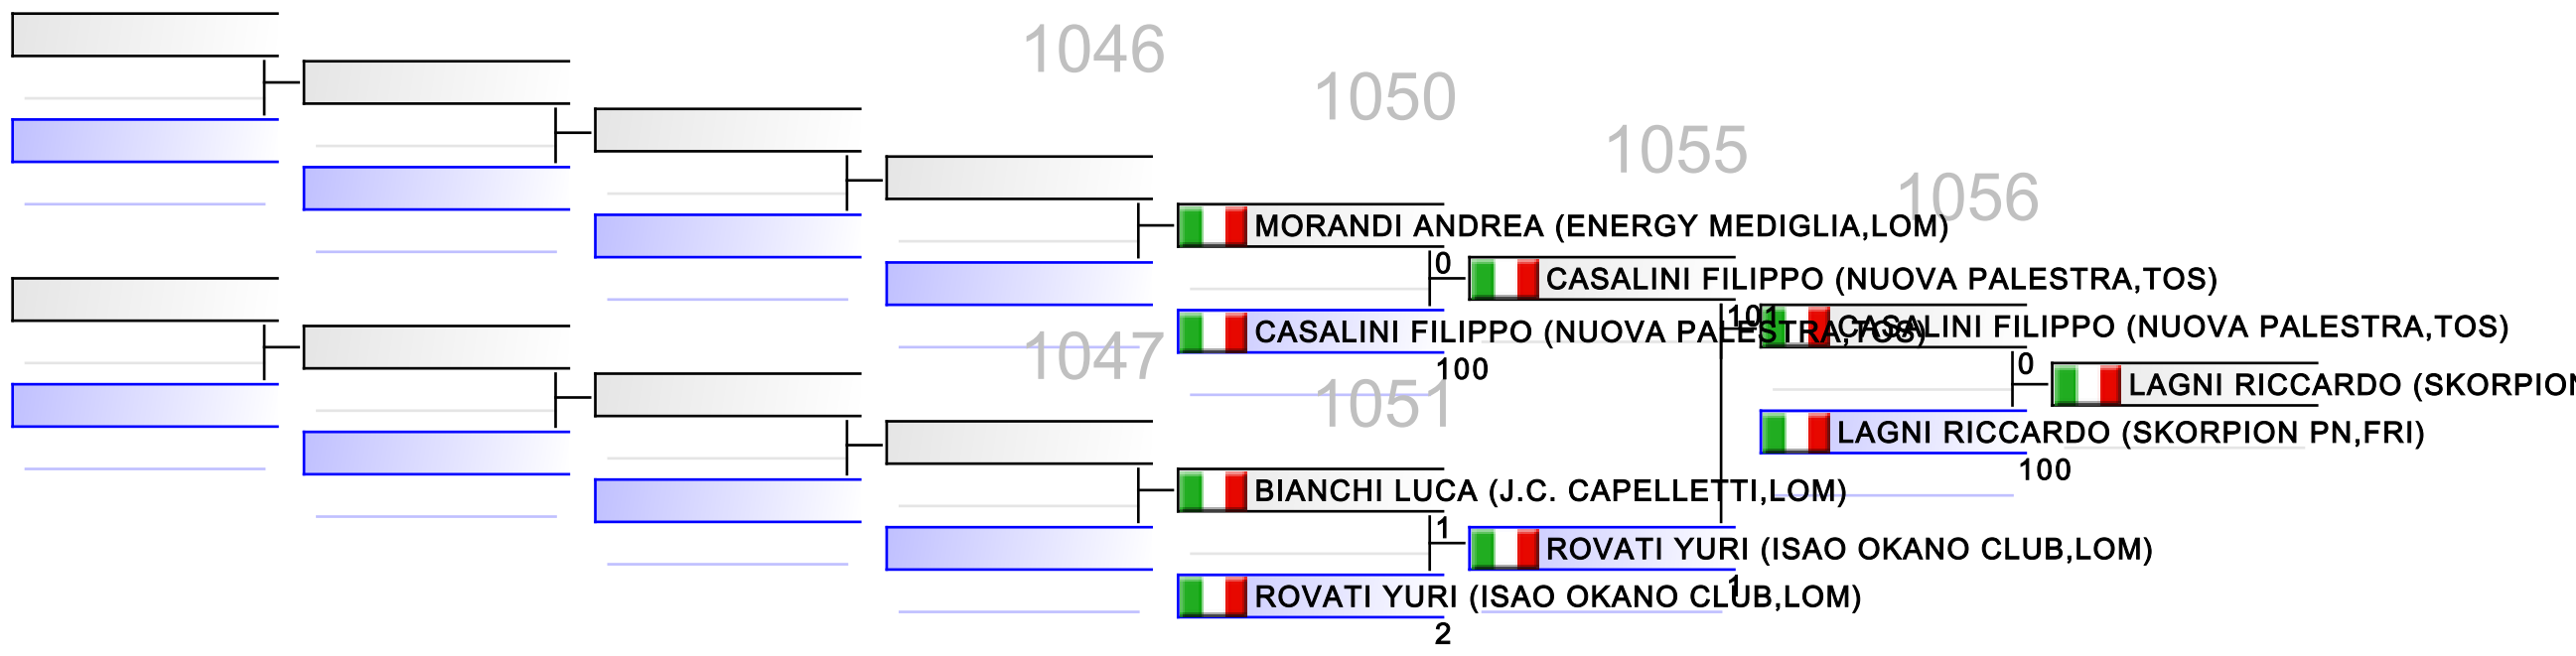 1046
1050
1055
1056
MORANDI ANDREA (ENERGY MEDIGLIA,LOM)
0
CASALINI FILIPPO (NUOVA PALESTRA,TOS)
101
CASALINI FILIPPO (NUOVA PALESTRA,TOS)
CASALINI FILIPPO (NUOVA PALESTRA,TOS)
1047
100
0
LAGNI RICCARDO (SKORPION
1051
LAGNI RICCARDO (SKORPION PN,FRI)
100
BIANCHI LUCA (J.C. CAPELLETTI,LOM)
1
ROVATI YURI (ISAO OKANO CLUB,LOM)
1
ROVATI YURI (ISAO OKANO CLUB,LOM)
2